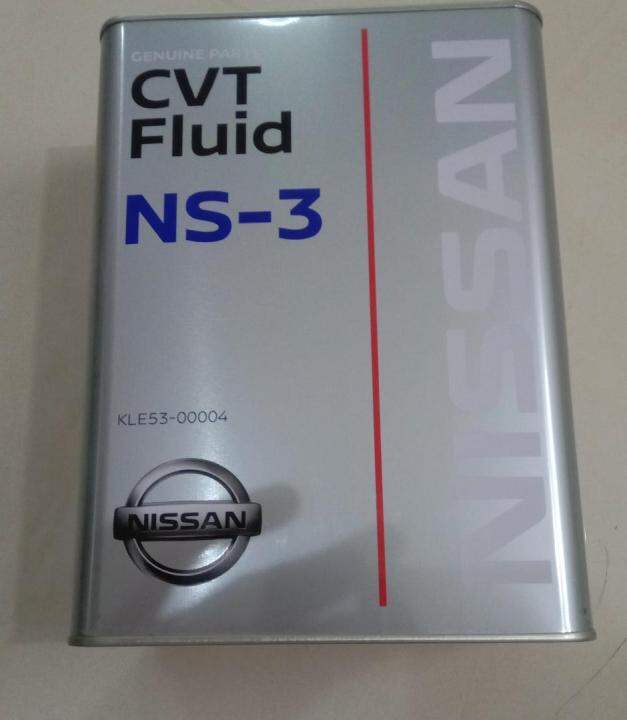 GENUINE PARTS
CVT
Fluid
NS-3
KLE53-00004
NISSAN
NISSAN